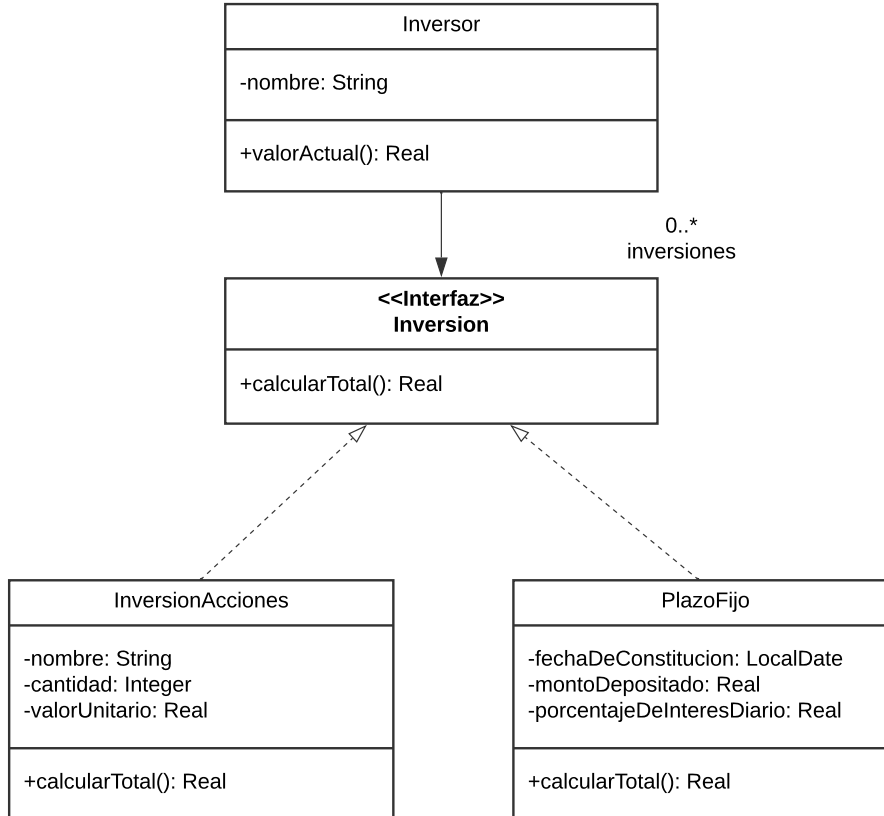 Inversor
-nombre: String
+valorActual(): Real
0..*
inversiones
<<Interfaz>>
Inversion
+calcularTotal(): Real
InversionAcciones
-nombre: String
-cantidad: Integer
-valorUnitario: Real
+calcularTotal(): Real
PlazoFijo
-fechaDeConstitucion: LocalDate
-montoDepositado: Real
-porcentajeDeInteresDiario: Real
+calcularTotal(): Real